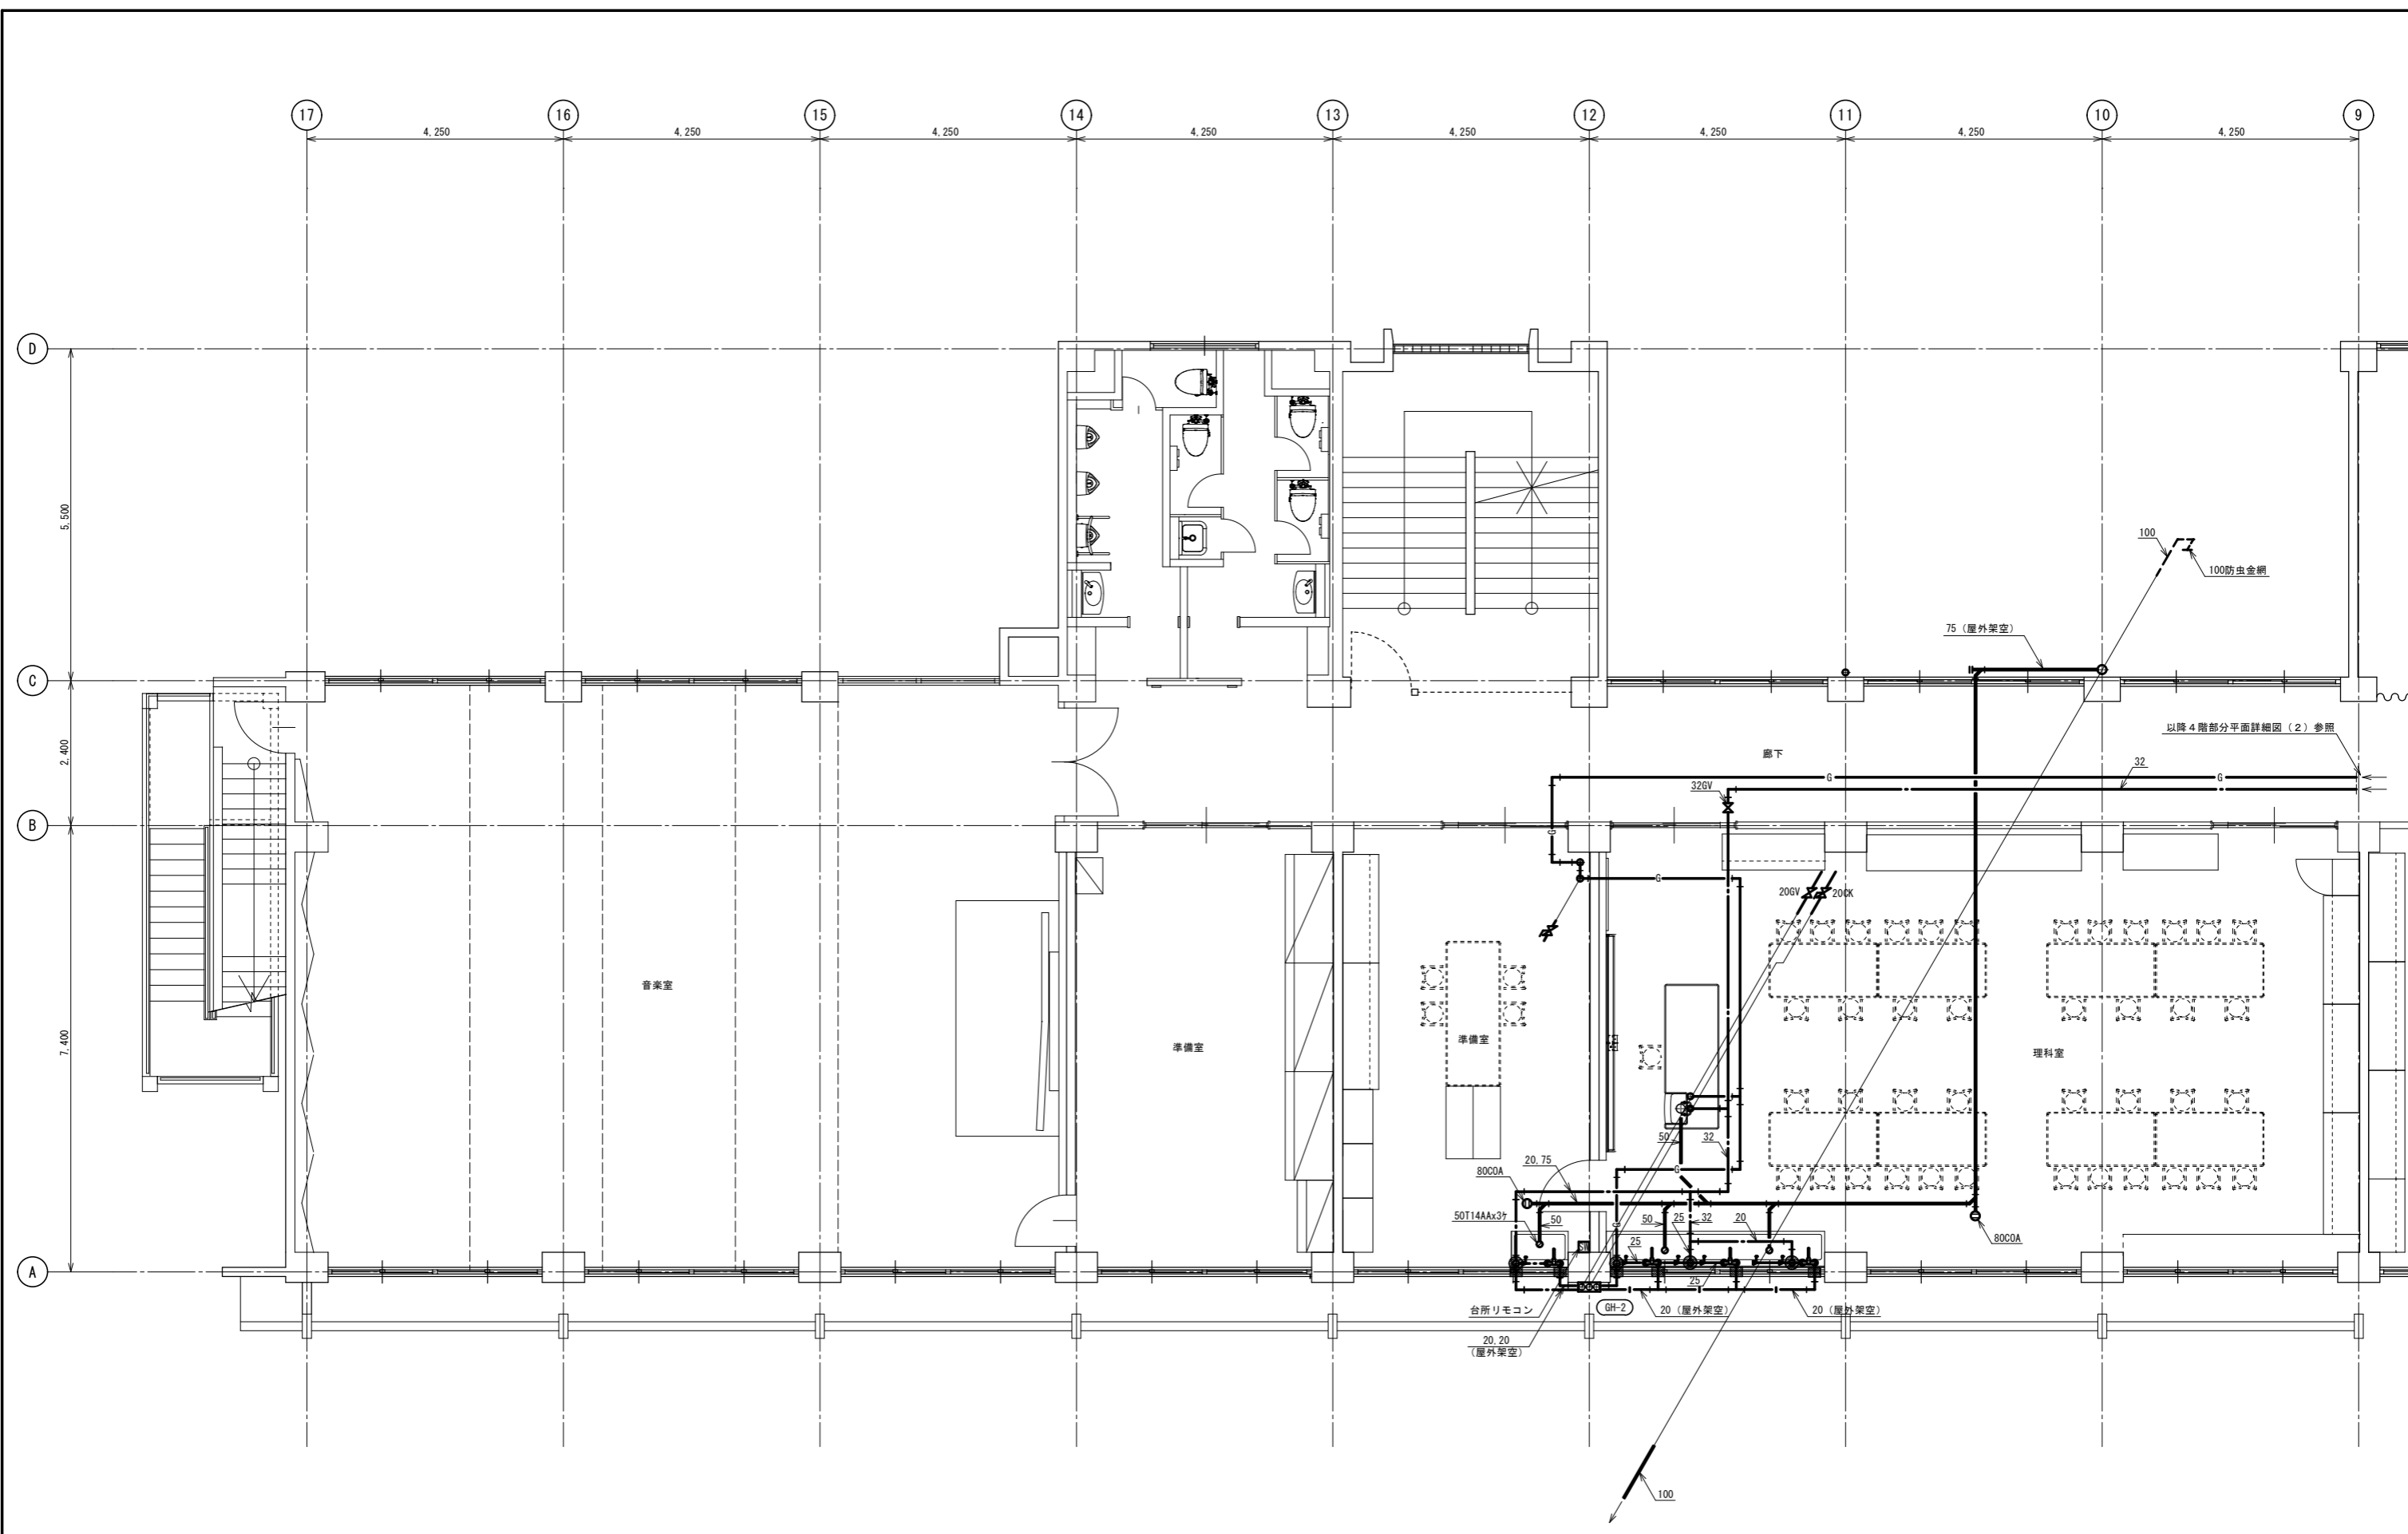 17
16
15
14
13
12
11
10
9
4,250
4,250
4,250
4,250
4,250
4,250
4,250
4,250
D
5,500
100
100防虫金網
75（屋外架空）
C
2,400
以降４階部分平面詳細図（２）参照
廊下
G
G
32
32GV
B
G
G
20GV
20CK
音楽室
準備室
準備室
理科室
7,400
50
32
80COA
20,75
G
50T14AAx3ケ
50
50
25
32
20
80COA
G
25
A
25
台所リモコン
GH-2
20（屋外架空）
20（屋外架空）
20,20
（屋外架空）
100